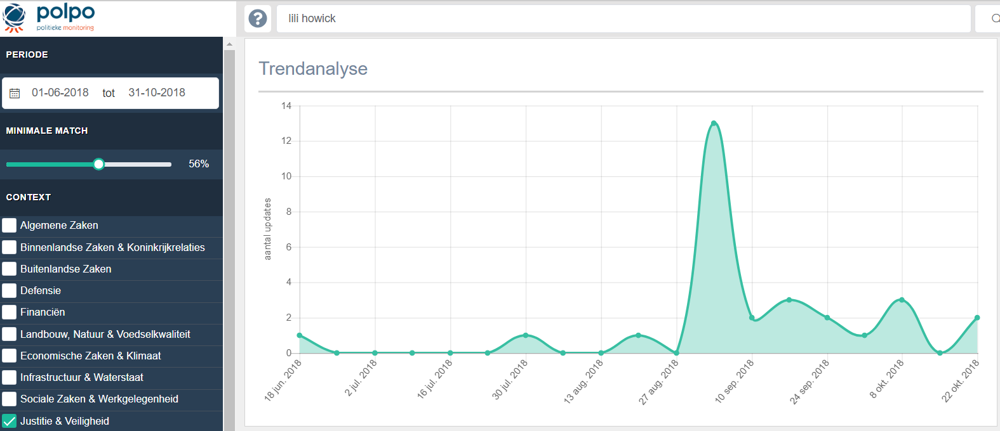 polpo
politieke monitoring
?
lili howick
PERIODE
01-06-2018 tot 31-10-2018
MINIMALE MATCH
56%
CONTEXT
Algemene Zaken
Binnenlandse Zaken & Koninkrijkrelaties
Buitenlandse Zaken
Defensie
Financiën
Landbouw, Natuur & Voedselkwaliteit
Economische Zaken & Klimaat
Infrastructuur & Waterstaat
Sociale Zaken & Werkgelegenheid
Justitie & Veiligheid
Trendanalyse
14
12
10
8
6
4
2
0
aantal updates
18 jun. 2018
2 jul. 2018
16 jul. 2018
30 jul. 2018
13 aug. 2018
27 aug. 2018
10 sep. 2018
24 sep. 2018
8 okt. 2018
22 okt. 2018